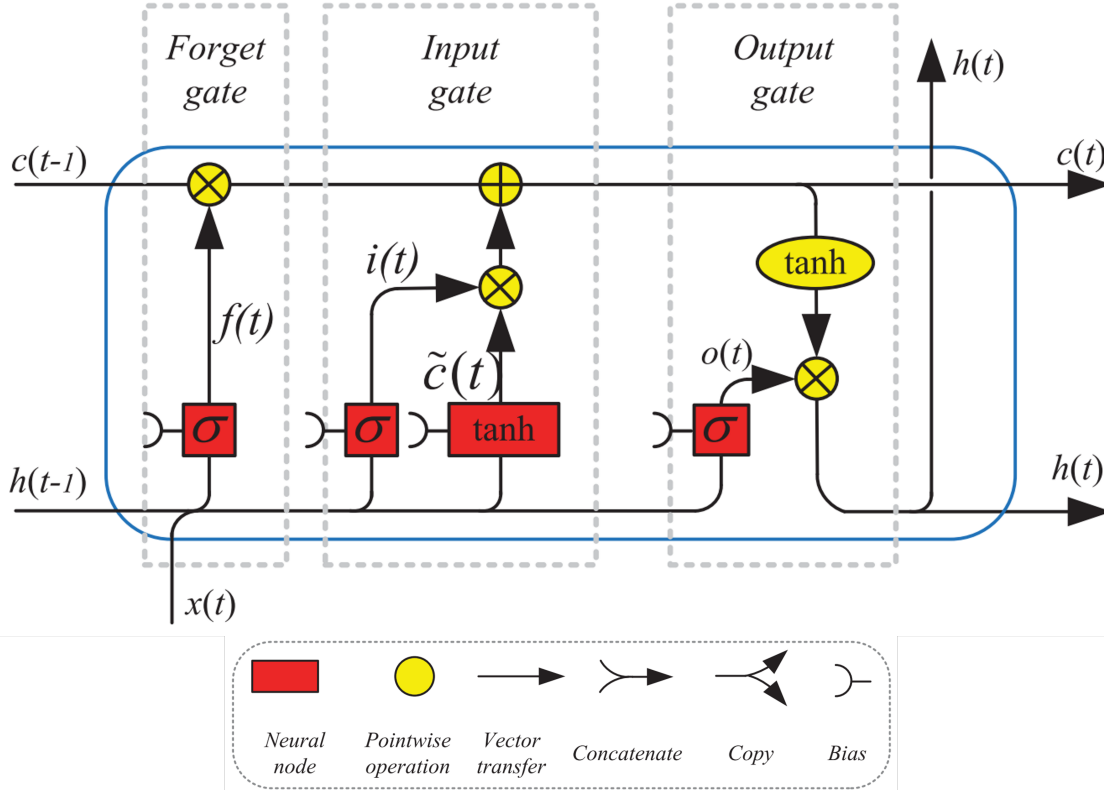 Forget
gate
Input
gate
Output
gate
h(t)
c(t-1)
c(t)
i(t)
tanh
f(t)
c̃(t)
o(t)
σ
σ
tanh
σ
h(t-1)
h(t)
x(t)
Neural
node
Pointwise
operation
Vector
transfer
Concatenate
Copy
Bias